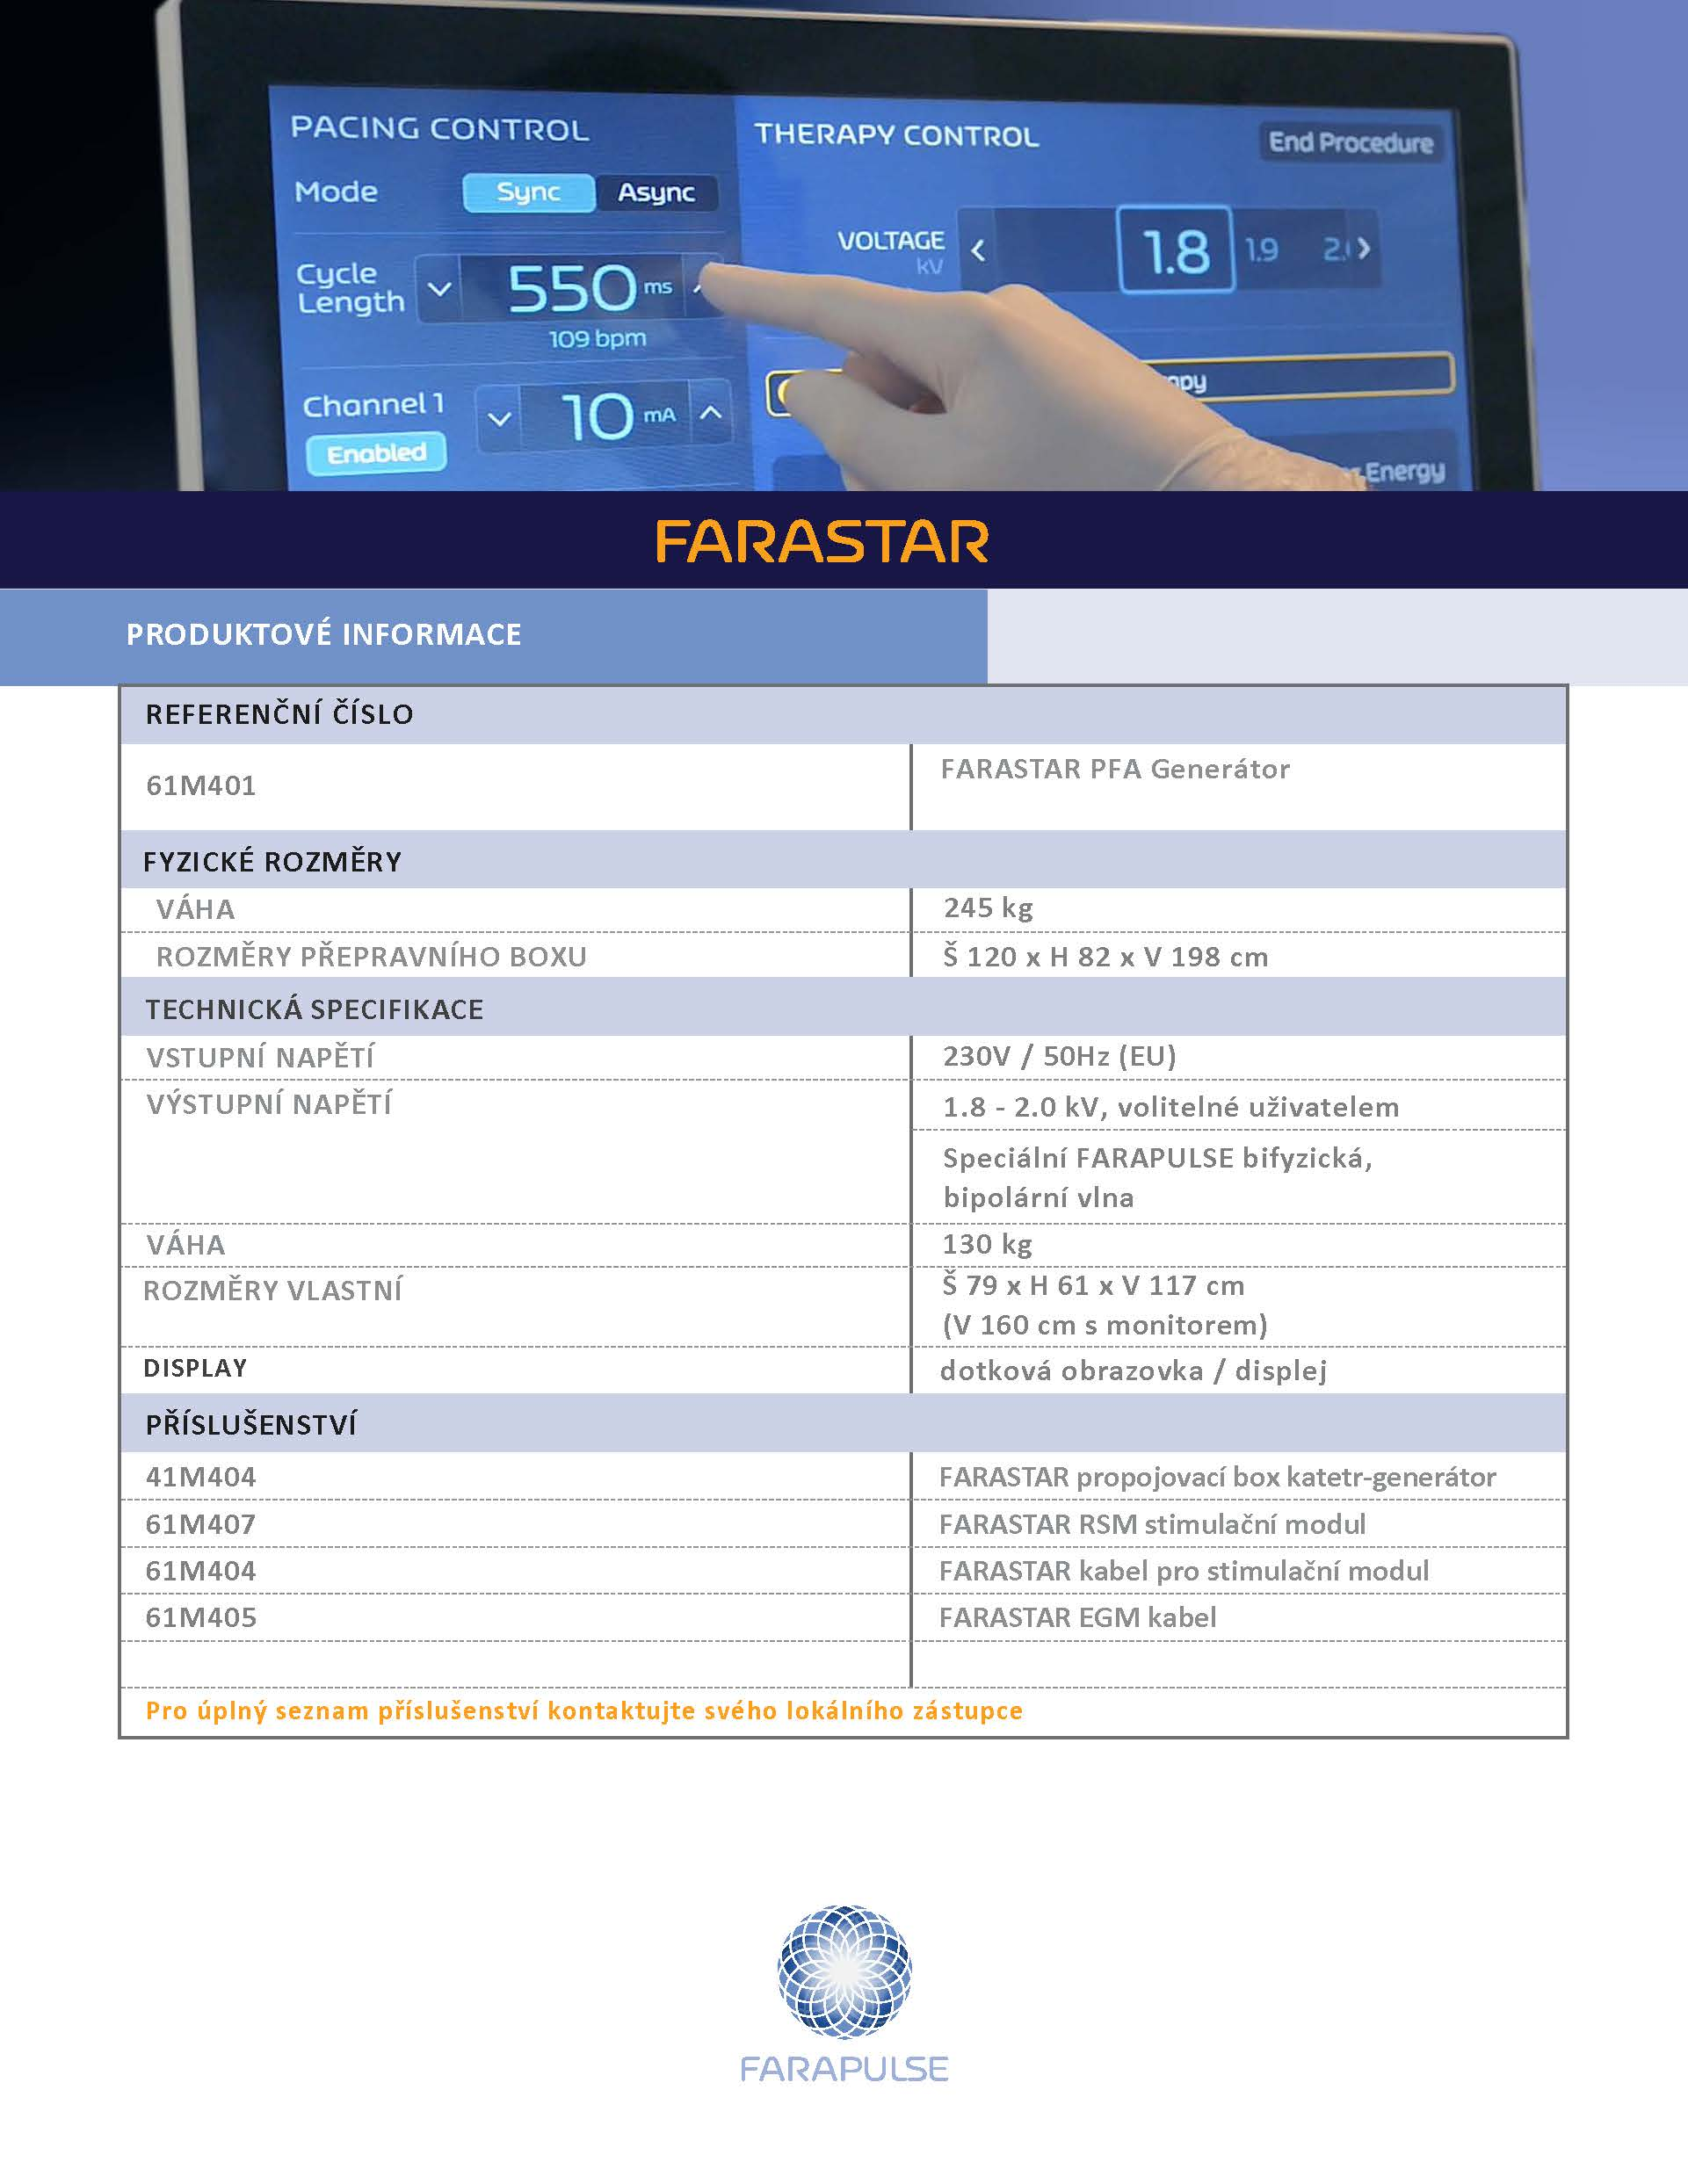 PACING CONTROL
Mode
Sync
Async
Cycle
Length
550 ms
109 bpm
Channel 1
Enabled
10 mA
THERAPY CONTROL
End Procedure
VOLTAGE
kV
1.8
1.9
Energy
FARASTAR
PRODUKTOVÉ INFORMACE
REFERENČNÍ ČÍSLO
61M401
FARASTAR PFA Generátor
FYZICKÉ ROZMĚRY
VÁHA
245 kg
ROZMĚRY PŘEPRAVNÍHO BOXU
Š 120 x H 82 x V 198 cm
TECHNICKÁ SPECIFIKACE
VSTUPNÍ NAPĚTÍ
230V / 50Hz (EU)
VÝSTUPNÍ NAPĚTÍ
1.8 - 2.0 kV, volitelné uživatelem
Speciální FARAPULSE bifyzická,
bipolární vlna
VÁHA
130 kg
ROZMĚRY VLASTNÍ
Š 79 x H 61 x V 117 cm
(V 160 cm s monitorem)
DISPLAY
dotková obrazovka / displej
PŘÍSLUŠENSTVÍ
41M404
FARASTAR propojovací box katetr-generátor
61M407
FARASTAR RSM stimulační modul
61M404
FARASTAR kabel pro stimulační modul
61M405
FARASTAR EGM kabel
Pro úplný seznam příslušenství kontaktujte svého lokálního zástupce
FARAPULSE